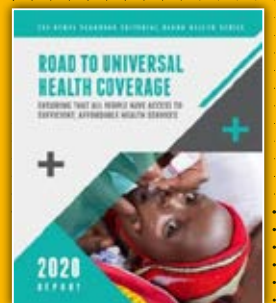 ROAD TO UNIVERSAL
HEALTH COVERAGE
ENSURING THAT ALL PEOPLE HAVE ACCESS TO
SUFFICIENT, AFFORDABLE HEALTH SERVICES
2020
REPORT